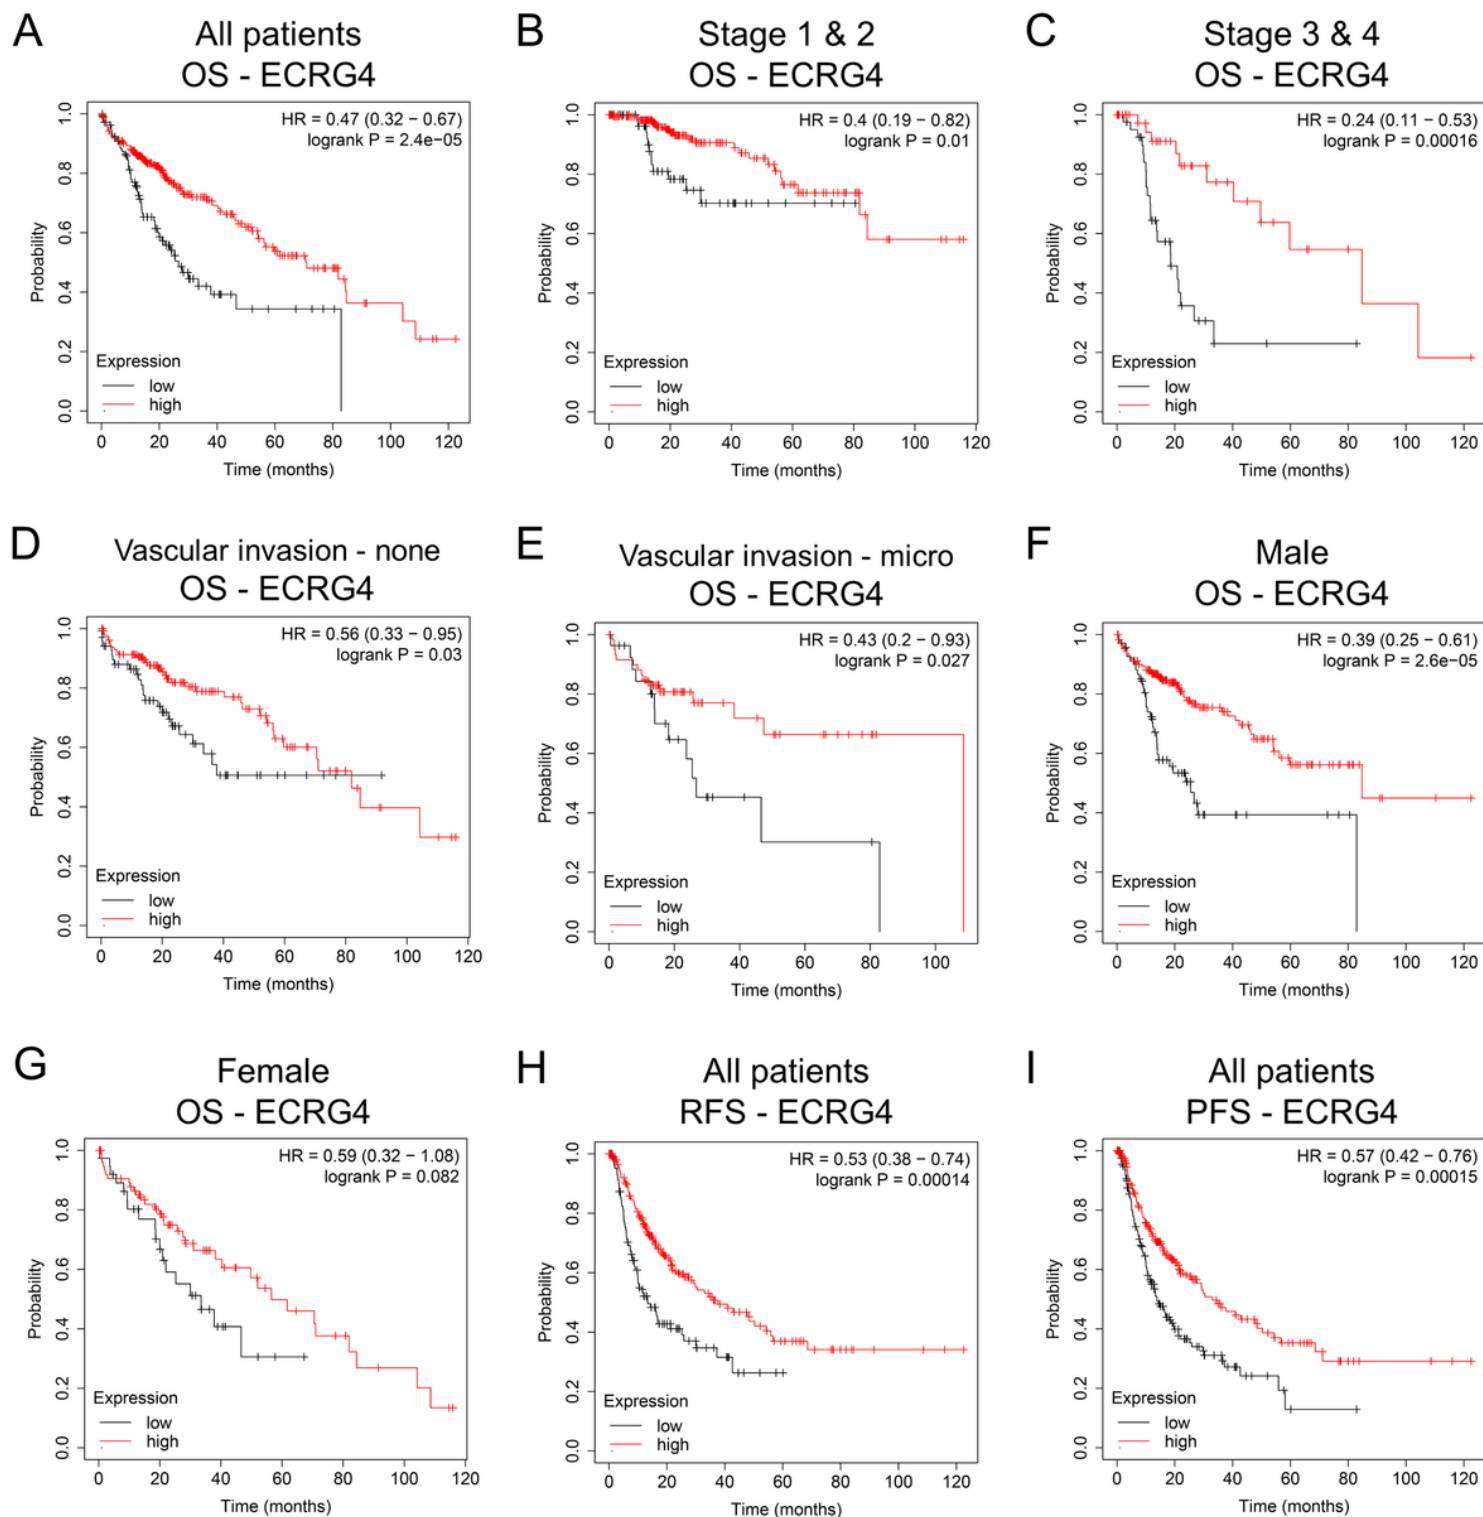 A
All patients
OS - ECRG4
HR = 0.47 (0.32 − 0.67)
logrank P = 2.4e−05
Probability
0.0 0.2 0.4 0.6 0.8 1.0
Expression
low
high
0 20 40 60 80 100 120
Time (months)
B
Stage 1 & 2
OS - ECRG4
HR = 0.4 (0.19 − 0.82)
logrank P = 0.01
Probability
0.0 0.2 0.4 0.6 0.8 1.0
Expression
low
high
0 20 40 60 80 100 120
Time (months)
C
Stage 3 & 4
OS - ECRG4
HR = 0.24 (0.11 − 0.53)
logrank P = 0.00016
Probability
0.0 0.2 0.4 0.6 0.8 1.0
Expression
low
high
0 20 40 60 80 100 120
Time (months)
D
Vascular invasion - none
OS - ECRG4
HR = 0.56 (0.33 − 0.95)
logrank P = 0.03
Probability
0.0 0.2 0.4 0.6 0.8 1.0
Expression
low
high
0 20 40 60 80 100 120
Time (months)
E
Vascular invasion - micro
OS - ECRG4
HR = 0.43 (0.2 − 0.93)
logrank P = 0.027
Probability
0.0 0.2 0.4 0.6 0.8 1.0
Expression
low
high
0 20 40 60 80 100
Time (months)
F
Male
OS - ECRG4
HR = 0.39 (0.25 − 0.61)
logrank P = 2.6e−05
Probability
0.0 0.2 0.4 0.6 0.8 1.0
Expression
low
high
0 20 40 60 80 100 120
Time (months)
G
Female
OS - ECRG4
HR = 0.59 (0.32 − 1.08)
logrank P = 0.082
Probability
0.0 0.2 0.4 0.6 0.8 1.0
Expression
low
high
0 20 40 60 80 100 120
Time (months)
H
All patients
RFS - ECRG4
HR = 0.53 (0.38 − 0.74)
logrank P = 0.00014
Probability
0.0 0.2 0.4 0.6 0.8 1.0
Expression
low
high
0 20 40 60 80 100 120
Time (months)
I
All patients
PFS - ECRG4
HR = 0.57 (0.42 − 0.76)
logrank P = 0.00015
Probability
0.0 0.2 0.4 0.6 0.8 1.0
Expression
low
high
0 20 40 60 80 100 120
Time (months)